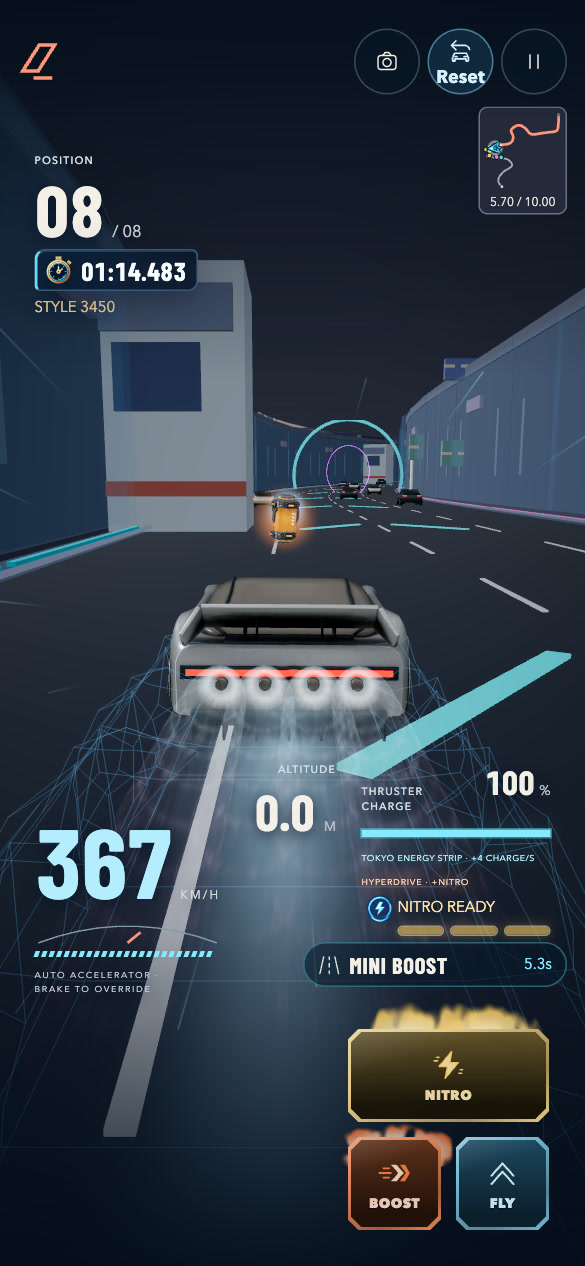 Reset
5.70 / 10.00
POSITION
08 / 08
01:14.483
STYLE 3450
ALTITUDE
0.0 M
THRUSTER CHARGE
100 %
TOKYO ENERGY STRIP · +4 CHARGE/S
HYPERDRIVE · +NITRO
NITRO READY
367 KM/H
AUTO ACCELERATOR ·
BRAKE TO OVERRIDE
MINI BOOST 5.3s
NITRO
BOOST
FLY